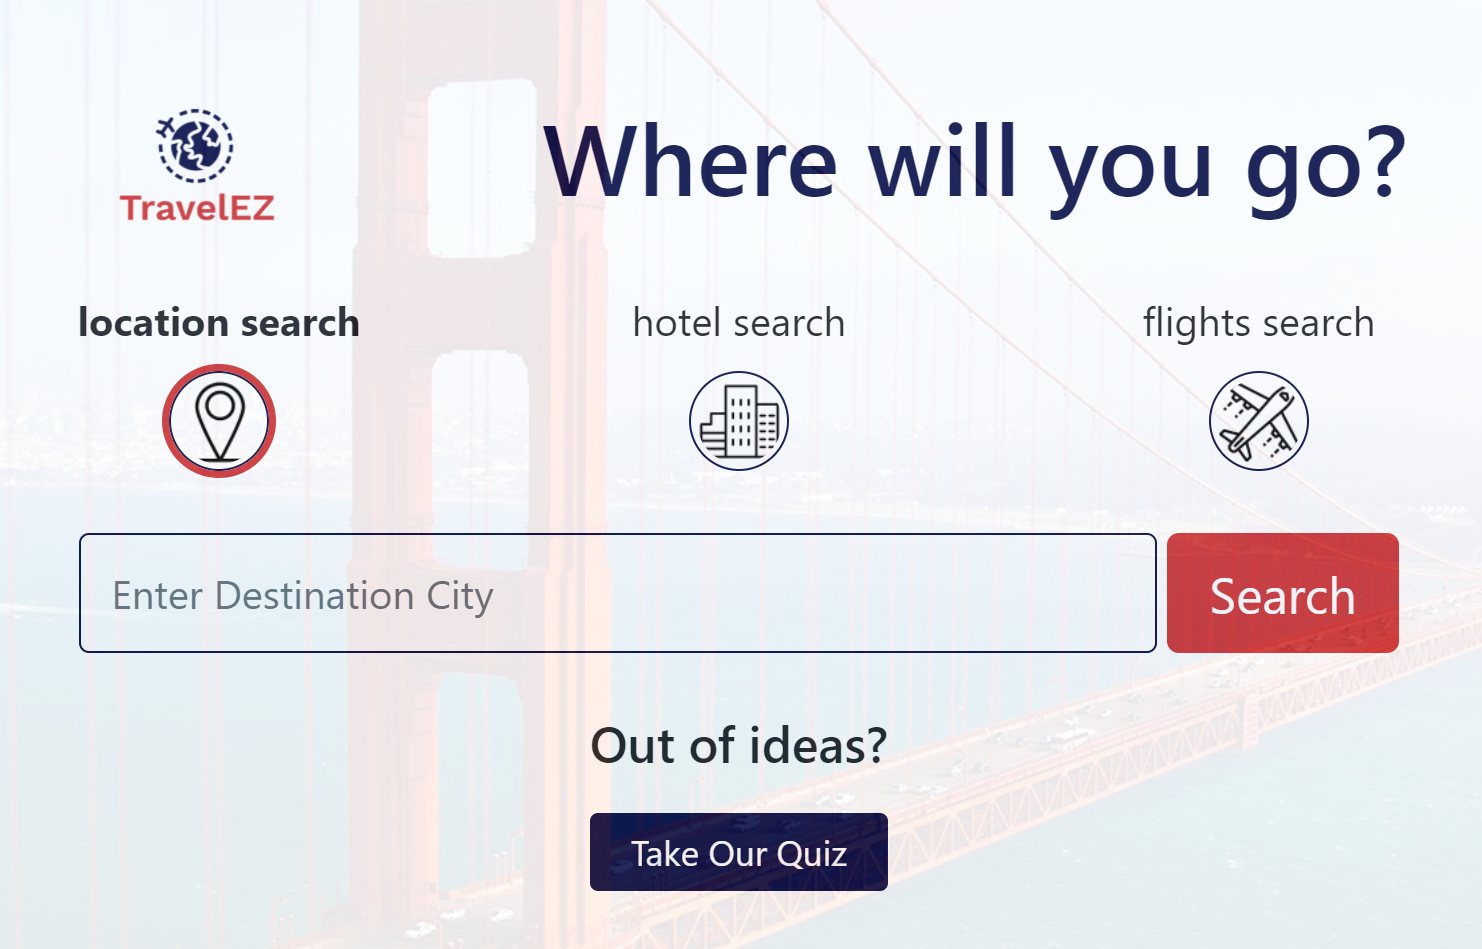 TravelEZ
Where will you go?
location search
hotel search
flights search
Enter Destination City
Search
Out of ideas?
Take Our Quiz